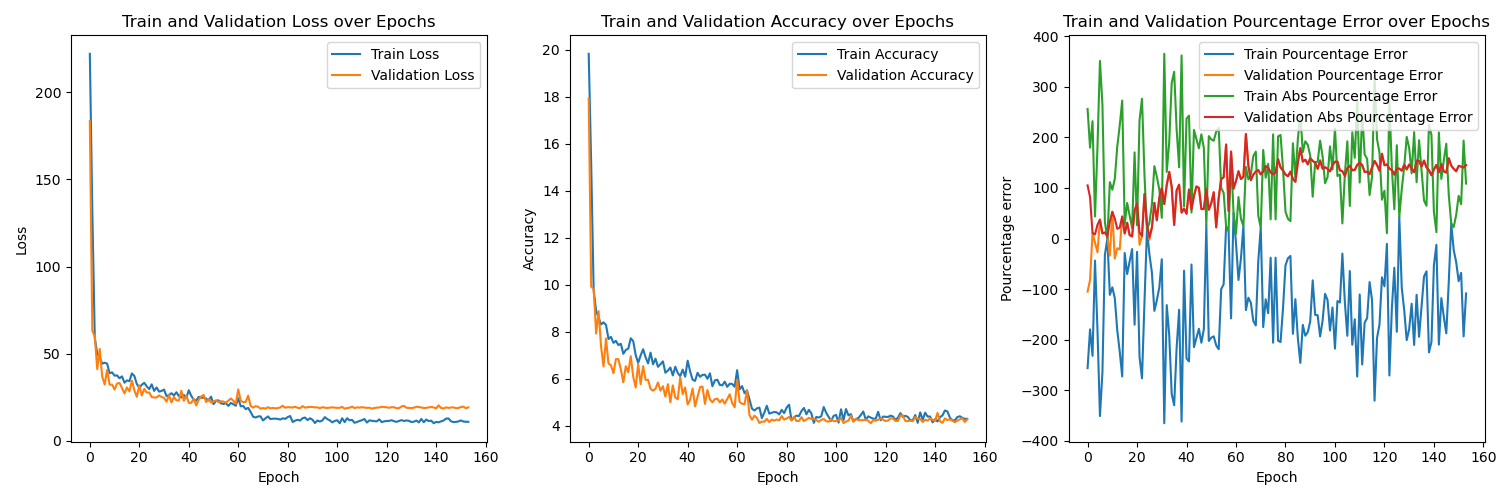 Train and Validation Loss over Epochs
Train Loss
Validation Loss
Loss
200
150
100
50
0
0 20 40 60 80 100 120 140 160
Epoch
Train and Validation Accuracy over Epochs
Train Accuracy
Validation Accuracy
Accuracy
20
18
16
14
12
10
8
6
4
0 20 40 60 80 100 120 140 160
Epoch
Train and Validation Pourcentage Error over Epochs
Train Pourcentage Error
Validation Pourcentage Error
Train Abs Pourcentage Error
Validation Abs Pourcentage Error
Pourcentage error
400
300
200
100
0
−100
−200
−300
−400
0 20 40 60 80 100 120 140 160
Epoch